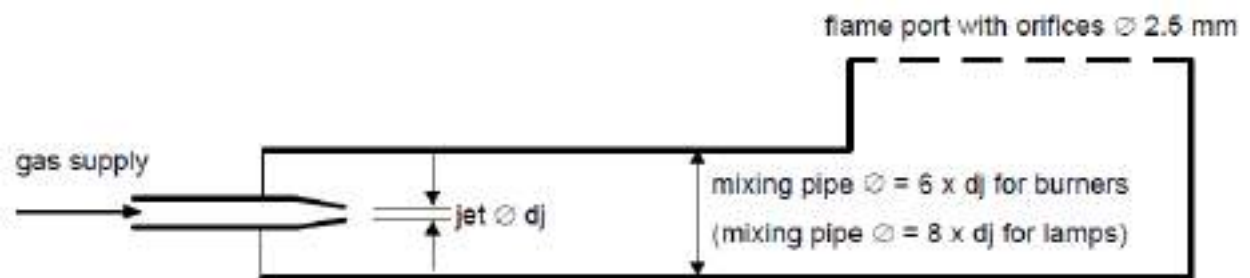 flame port with orifices ∅ 2.5 mm
gas supply
mixing pipe ∅ = 6 x dj for burners
jet ∅ dj
(mixing pipe ∅ = 8 x dj for lamps)